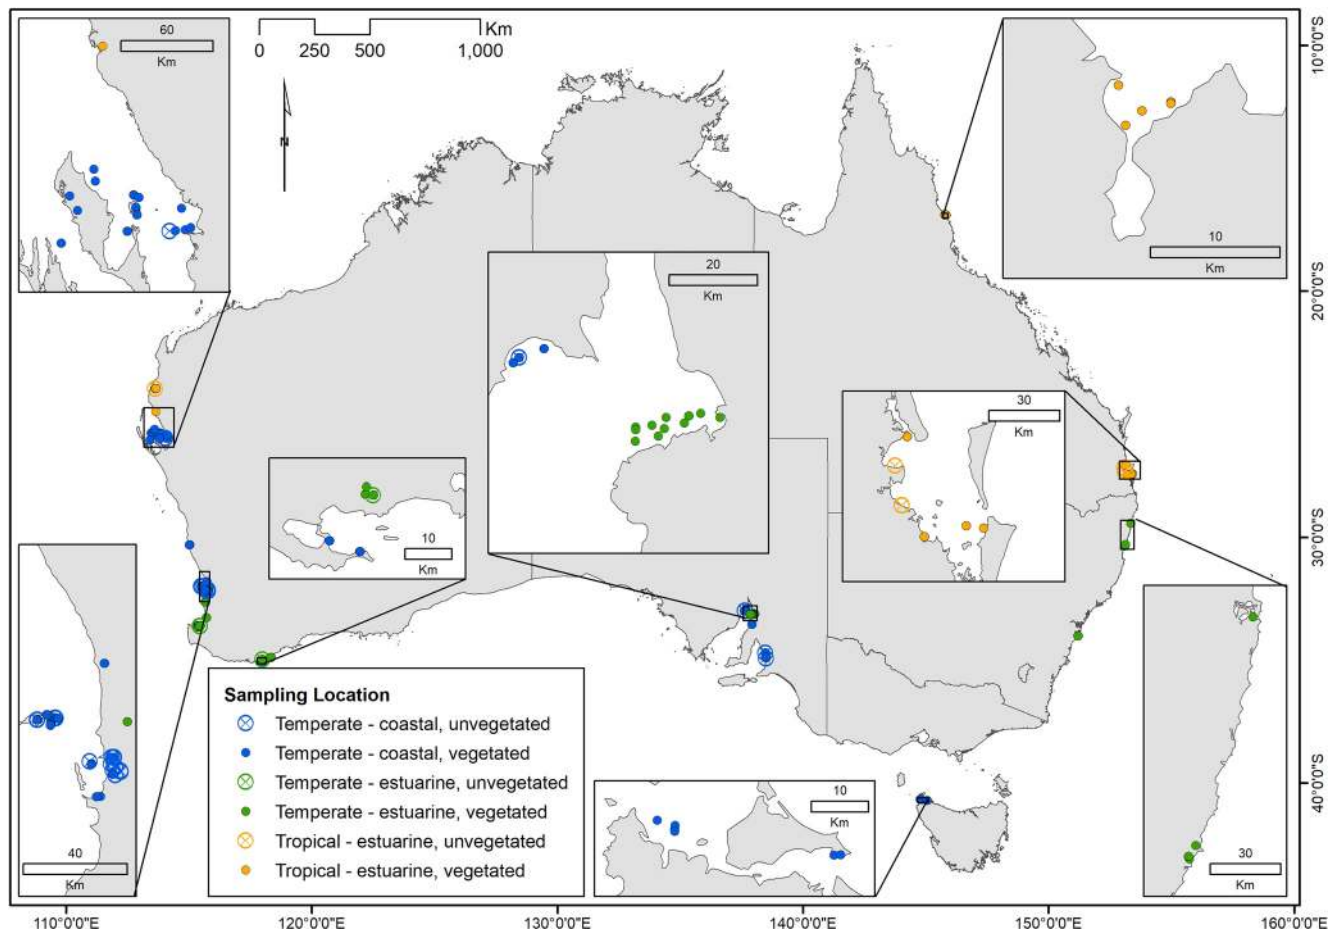 60
Km
Km
0 250 500 1,000
N
10
Km
20
Km
30
Km
10
Km
40
Km
10
Km
30
Km
Sampling Location
Temperate - coastal, unvegetated
Temperate - coastal, vegetated
Temperate - estuarine, unvegetated
Temperate - estuarine, vegetated
Tropical - estuarine, unvegetated
Tropical - estuarine, vegetated
10°0'0"S
20°0'0"S
30°0'0"S
40°0'0"S
110°0'0"E 120°0'0"E 130°0'0"E 140°0'0"E 150°0'0"E 160°0'0"E